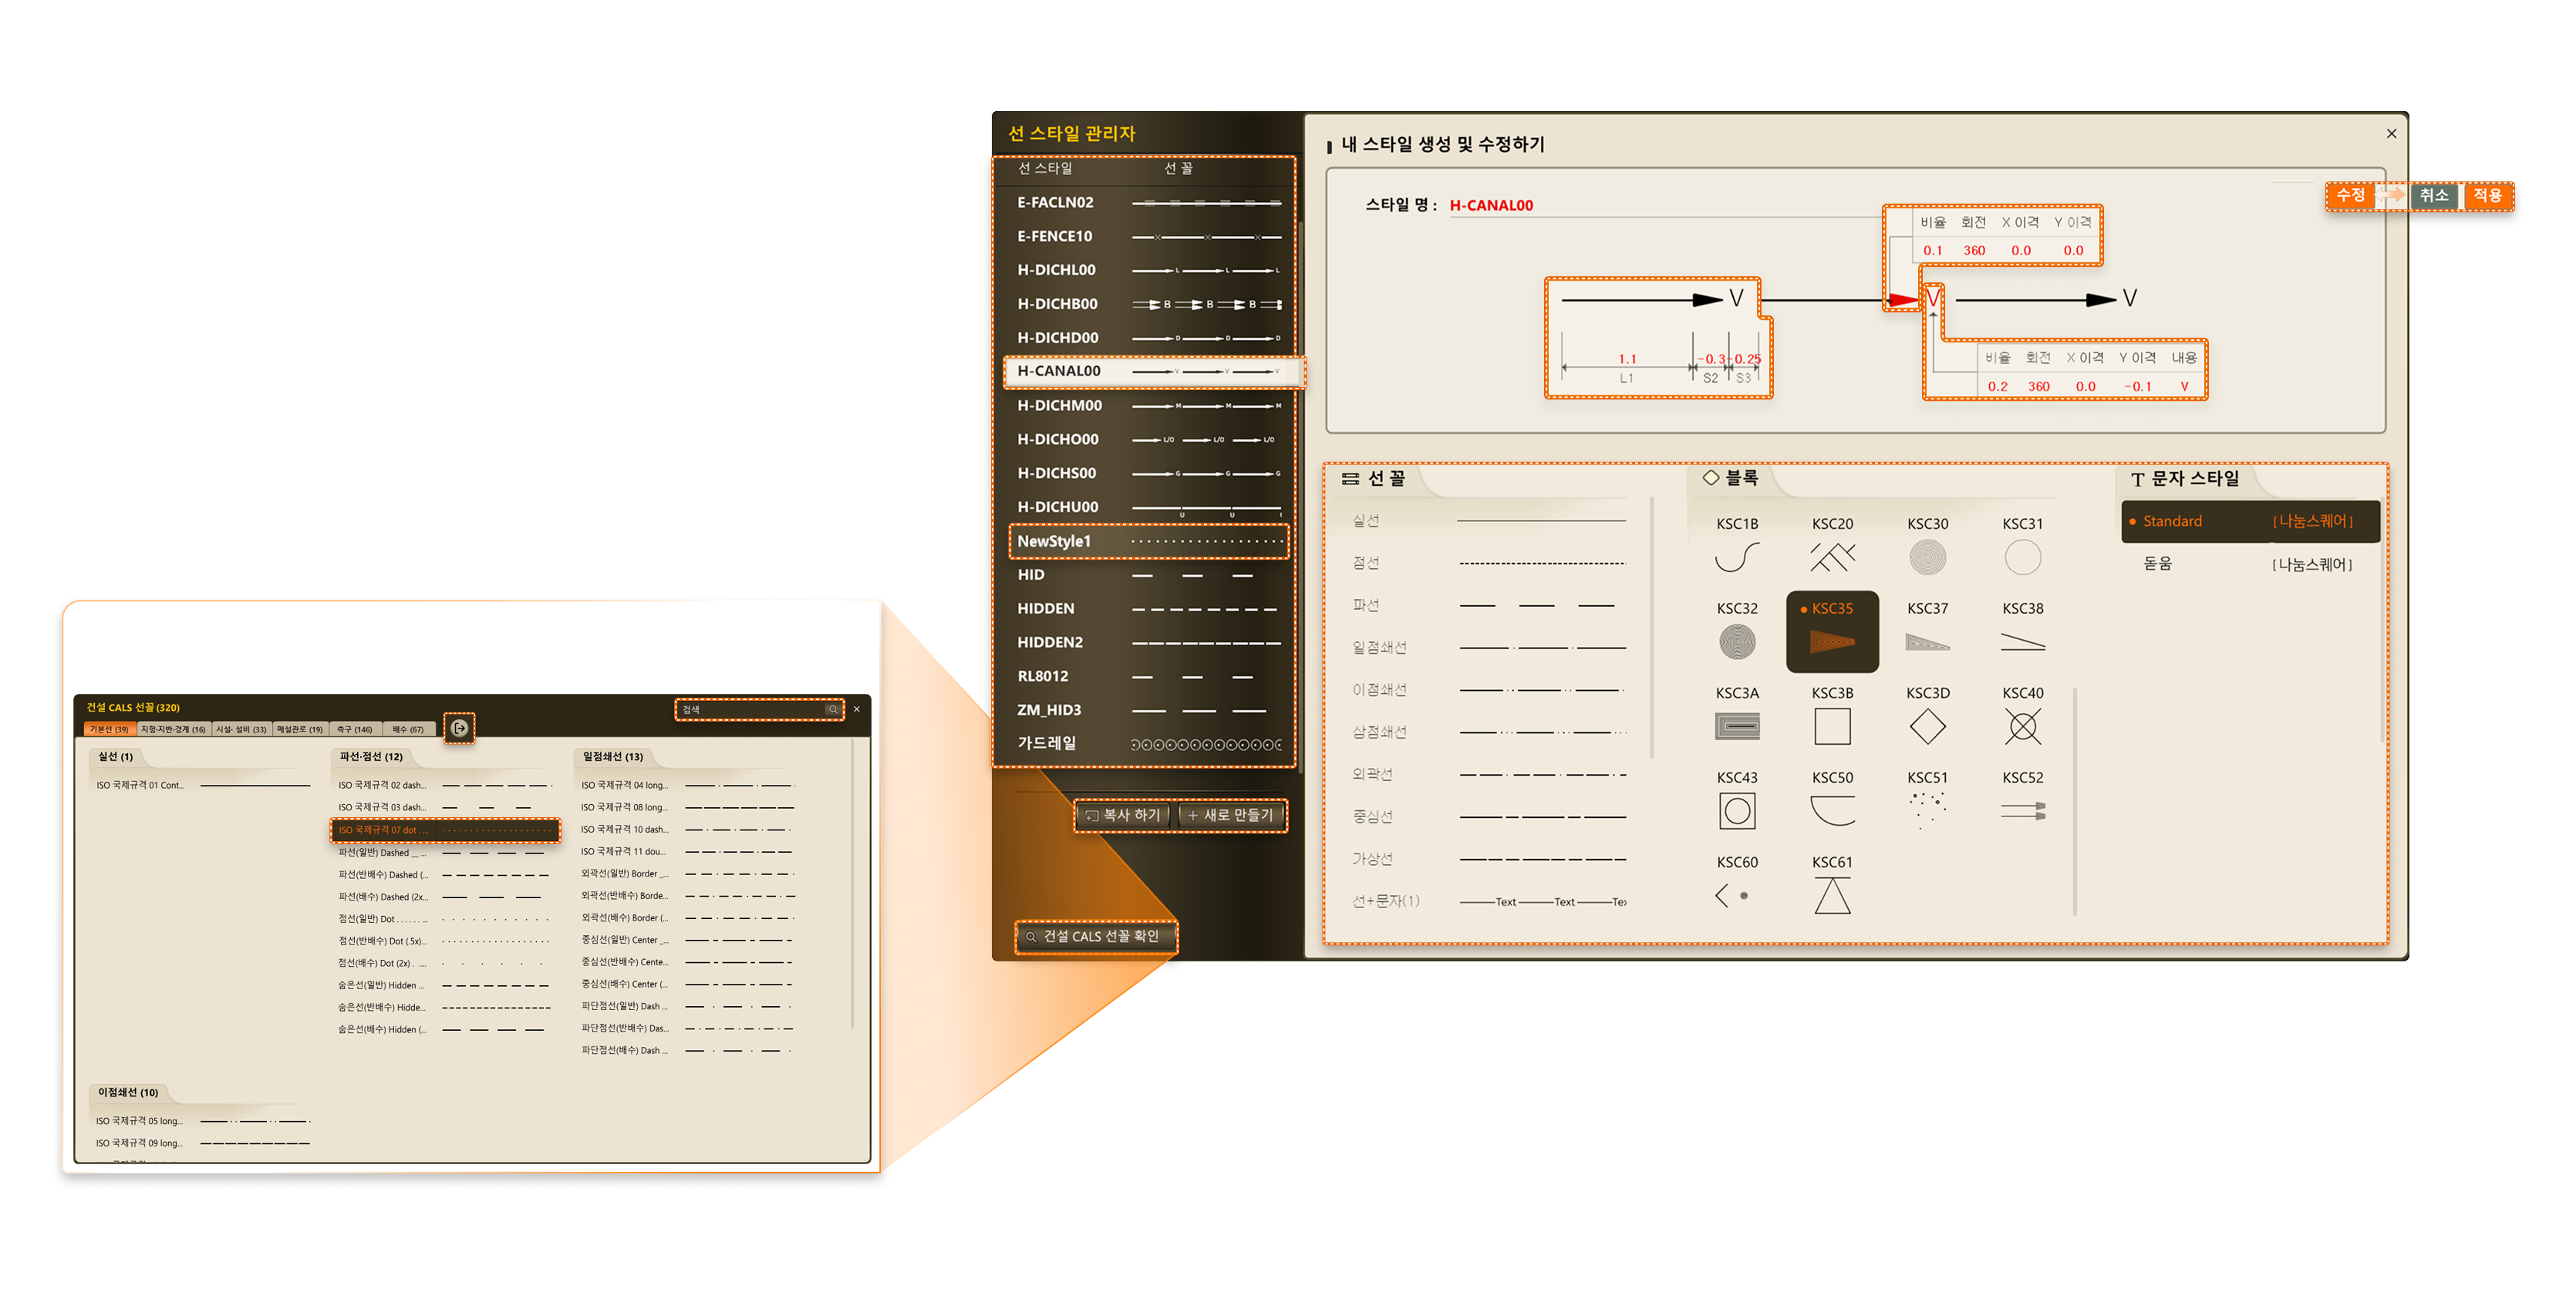 선 스타일 관리자
선 스타일 선 꼴
E-FACLN02
E-FENCE10
H-DICHL00 L L L
H-DICHB00 B B B
H-DICHD00 D D D
H-CANAL00 V V V
H-DICHM00 M M M
H-DICHO00 L/O L/O L/O
H-DICHS00 G G G
H-DICHU00 U U
NewStyle1
HID
HIDDEN
HIDDEN2
RL8012
ZM_HID3
가드레일
복사 하기 + 새로 만들기
건설 CALS 선꼴 확인
내 스타일 생성 및 수정하기
×
수정 취소 적용
스타일 명 : H-CANAL00
비율 회전 X 이격 Y 이격
0.1 360 0.0 0.0
V V V
1.1 -0.3 -0.25
L1 S2 S3
비율 회전 X 이격 Y 이격 내용
0.2 360 0.0 -0.1 V
선 꼴
실선
점선
파선
일점쇄선
이점쇄선
삼점쇄선
외곽선
중심선
가상선
선+문자(1) Text Text
블록
KSC1B KSC20 KSC30 KSC31
KSC32 KSC35 KSC37 KSC38
KSC3A KSC3B KSC3D KSC40
KSC43 KSC50 KSC51 KSC52
KSC60 KSC61
T 문자 스타일
Standard [나눔스퀘어]
돋움 [나눔스퀘어]
건설 CALS 선꼴 (320)
검색 ×
기본선 (39) 지형·지반·경계 (16) 시설- 설비 (33) 매설관로 (19) 측구 (146) 배수 (67)
실선 (1)
ISO 국제규격 01 Cont...
파선·점선 (12)
ISO 국제규격 02 dash...
ISO 국제규격 03 dash...
ISO 국제규격 07 dot . ...
파선(일반) Dashed __ ...
파선(반배수) Dashed (...
파선(배수) Dashed (2x...
점선(일반) Dot . . . . . . ...
점선(반배수) Dot (.5x)...
점선(배수) Dot (2x) . ....
숨은선(일반) Hidden ...
숨은선(반배수) Hidde...
숨은선(배수) Hidden (...
일점쇄선 (13)
ISO 국제규격 04 long...
ISO 국제규격 08 long...
ISO 국제규격 10 dash...
ISO 국제규격 11 dou...
외곽선(일반) Border _...
외곽선(반배수) Borde...
외곽선(배수) Border (...
중심선(일반) Center _...
중심선(반배수) Cente...
중심선(배수) Center (...
파단점선(일반) Dash ...
파단점선(반배수) Das...
파단점선(배수) Dash ...
이점쇄선 (10)
ISO 국제규격 05 long...
ISO 국제규격 09 long...